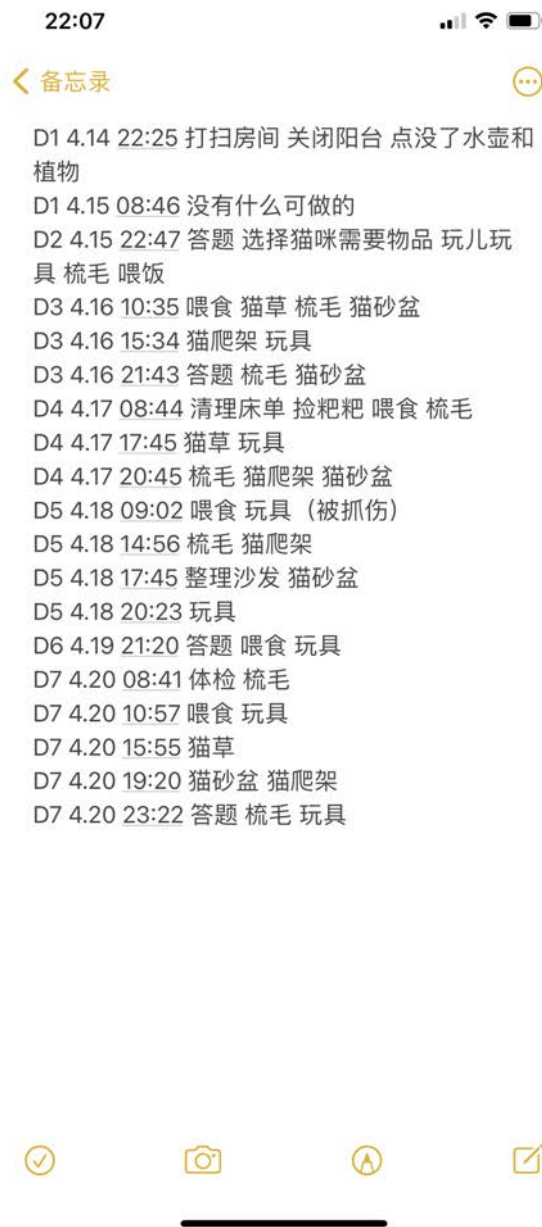 22:07
备忘录
D1 4.14 22:25 打扫房间 关闭阳台 点没了水壶和
植物
D1 4.15 08:46 没有什么可做的
D2 4.15 22:47 答题 选择猫咪需要物品 玩儿玩
具 梳毛 喂饭
D3 4.16 10:35 喂食 猫草 梳毛 猫砂盆
D3 4.16 15:34 猫爬架 玩具
D3 4.16 21:43 答题 梳毛 猫砂盆
D4 4.17 08:44 清理床单 捡粑粑 喂食 梳毛
D4 4.17 17:45 猫草 玩具
D4 4.17 20:45 梳毛 猫爬架 猫砂盆
D5 4.18 09:02 喂食 玩具（被抓伤）
D5 4.18 14:56 梳毛 猫爬架
D5 4.18 17:45 整理沙发 猫砂盆
D5 4.18 20:23 玩具
D6 4.19 21:20 答题 喂食 玩具
D7 4.20 08:41 体检 梳毛
D7 4.20 10:57 喂食 玩具
D7 4.20 15:55 猫草
D7 4.20 19:20 猫砂盆 猫爬架
D7 4.20 23:22 答题 梳毛 玩具